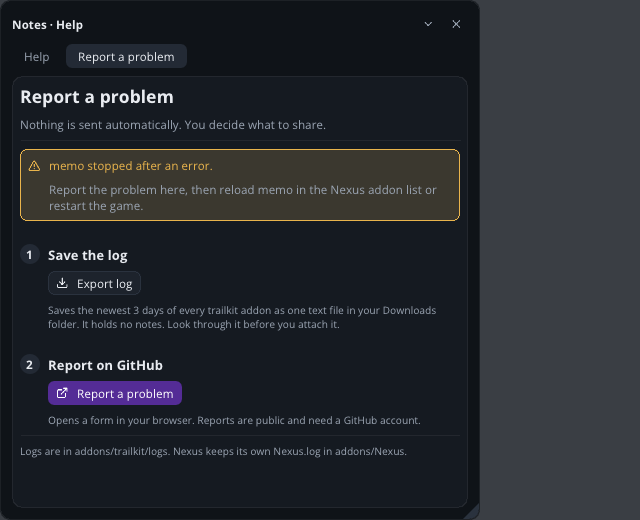 Notes · Help
Help
Report a problem
Report a problem
Nothing is sent automatically. You decide what to share.
memo stopped after an error.
Report the problem here, then reload memo in the Nexus addon list or
restart the game.
1
Save the log
Export log
Saves the newest 3 days of every trailkit addon as one text file in your Downloads
folder. It holds no notes. Look through it before you attach it.
2
Report on GitHub
Report a problem
Opens a form in your browser. Reports are public and need a GitHub account.
Logs are in addons/trailkit/logs. Nexus keeps its own Nexus.log in addons/Nexus.